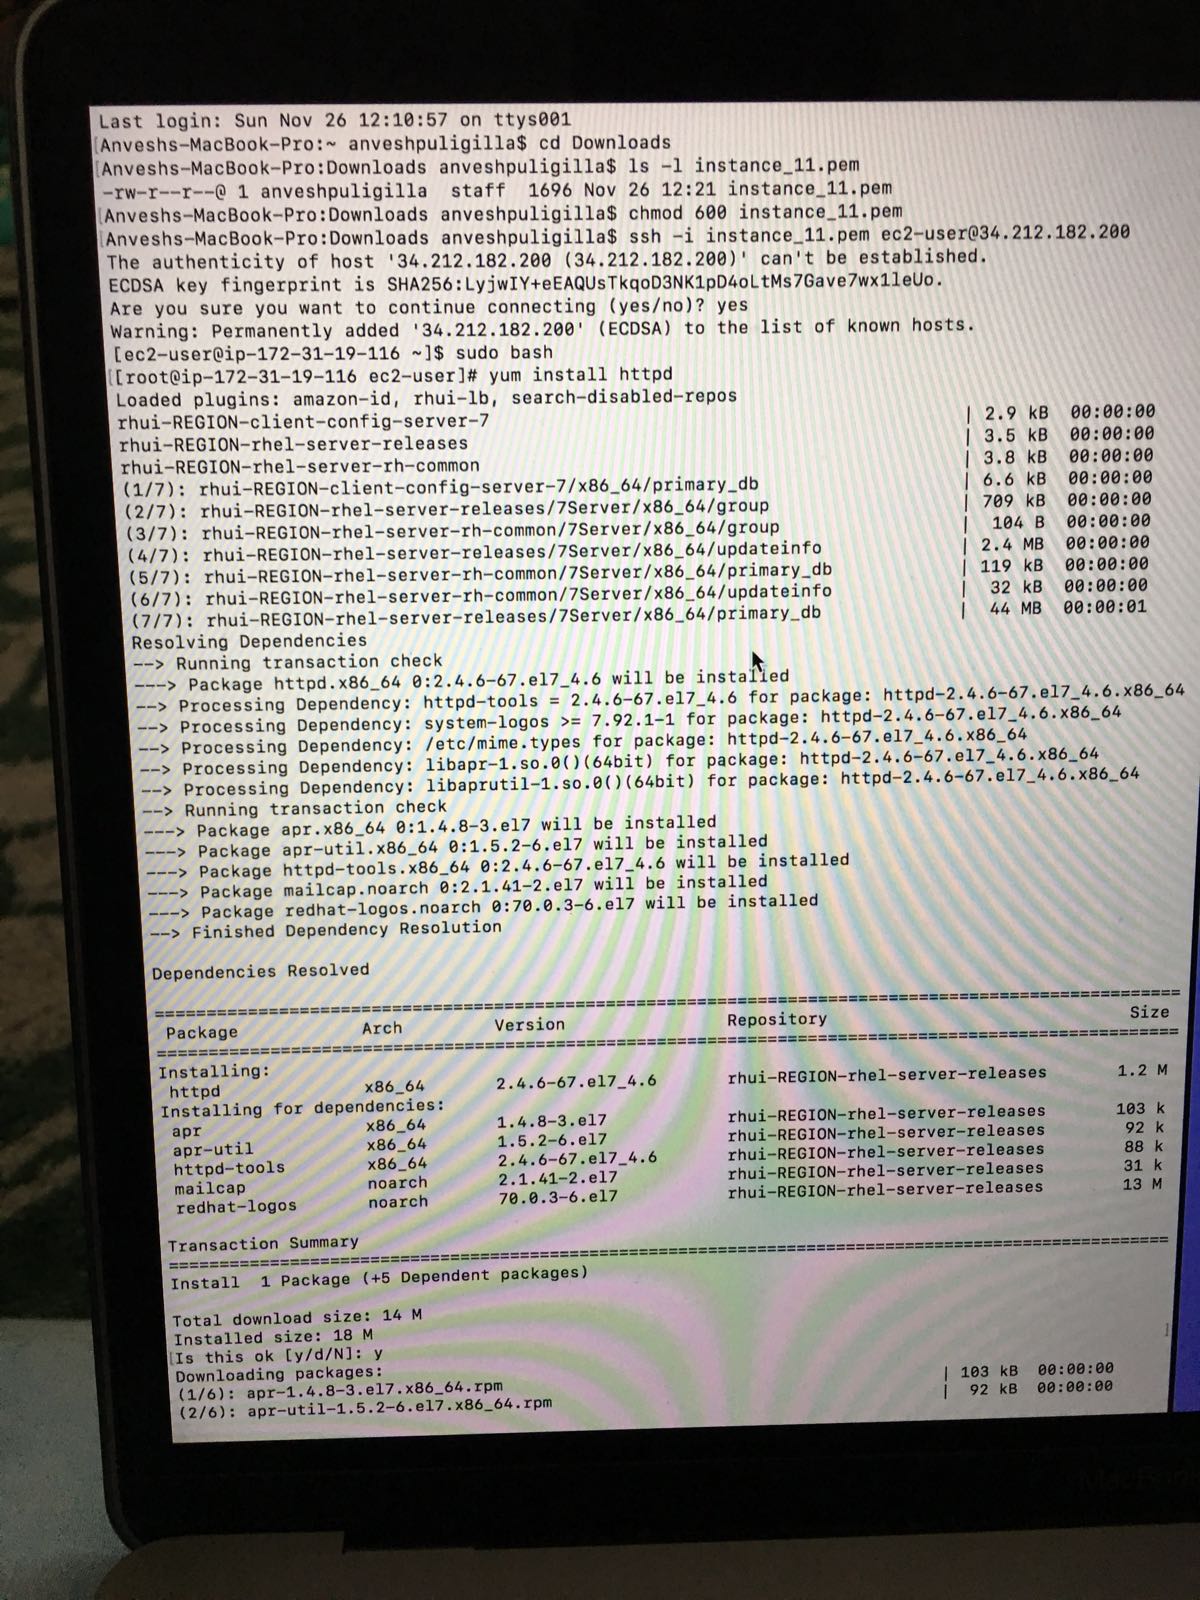 Last login: Sun Nov 26 12:10:57 on ttys001
[Anveshs-MacBook-Pro:~ anveshpuligilla$ cd Downloads
[Anveshs-MacBook-Pro:Downloads anveshpuligilla$ ls -l instance_11.pem
-rw-r--r--@ 1 anveshpuligilla  staff  1696 Nov 26 12:21 instance_11.pem
[Anveshs-MacBook-Pro:Downloads anveshpuligilla$ chmod 600 instance_11.pem
[Anveshs-MacBook-Pro:Downloads anveshpuligilla$ ssh -i instance_11.pem ec2-user@34.212.182.200
The authenticity of host '34.212.182.200 (34.212.182.200)' can't be established.
ECDSA key fingerprint is SHA256:LyjwIY+eEAQUsTkqoD3NK1pD4oLtMs7Gave7wx1leUo.
Are you sure you want to continue connecting (yes/no)? yes
Warning: Permanently added '34.212.182.200' (ECDSA) to the list of known hosts.
[ec2-user@ip-172-31-19-116 ~]$ sudo bash
[[root@ip-172-31-19-116 ec2-user]# yum install httpd
Loaded plugins: amazon-id, rhui-lb, search-disabled-repos
rhui-REGION-client-config-server-7 | 2.9 kB 00:00:00
rhui-REGION-rhel-server-releases | 3.5 kB 00:00:00
rhui-REGION-rhel-server-rh-common | 3.8 kB 00:00:00
(1/7): rhui-REGION-client-config-server-7/x86_64/primary_db | 6.6 kB 00:00:00
(2/7): rhui-REGION-rhel-server-releases/7Server/x86_64/group | 709 kB 00:00:00
(3/7): rhui-REGION-rhel-server-rh-common/7Server/x86_64/group | 104 B 00:00:00
(4/7): rhui-REGION-rhel-server-releases/7Server/x86_64/updateinfo | 2.4 MB 00:00:00
(5/7): rhui-REGION-rhel-server-rh-common/7Server/x86_64/primary_db | 119 kB 00:00:00
(6/7): rhui-REGION-rhel-server-rh-common/7Server/x86_64/updateinfo | 32 kB 00:00:00
(7/7): rhui-REGION-rhel-server-releases/7Server/x86_64/primary_db | 44 MB 00:00:01
Resolving Dependencies
--> Running transaction check
---> Package httpd.x86_64 0:2.4.6-67.el7_4.6 will be installed
--> Processing Dependency: httpd-tools = 2.4.6-67.el7_4.6 for package: httpd-2.4.6-67.el7_4.6.x86_64
--> Processing Dependency: system-logos >= 7.92.1-1 for package: httpd-2.4.6-67.el7_4.6.x86_64
--> Processing Dependency: /etc/mime.types for package: httpd-2.4.6-67.el7_4.6.x86_64
--> Processing Dependency: libapr-1.so.0()(64bit) for package: httpd-2.4.6-67.el7_4.6.x86_64
--> Processing Dependency: libaprutil-1.so.0()(64bit) for package: httpd-2.4.6-67.el7_4.6.x86_64
--> Running transaction check
---> Package apr.x86_64 0:1.4.8-3.el7 will be installed
---> Package apr-util.x86_64 0:1.5.2-6.el7 will be installed
---> Package httpd-tools.x86_64 0:2.4.6-67.el7_4.6 will be installed
---> Package mailcap.noarch 0:2.1.41-2.el7 will be installed
---> Package redhat-logos.noarch 0:70.0.3-6.el7 will be installed
--> Finished Dependency Resolution
Dependencies Resolved
Package Arch Version Repository Size
Installing:
httpd x86_64 2.4.6-67.el7_4.6 rhui-REGION-rhel-server-releases 1.2 M
Installing for dependencies:
apr x86_64 1.4.8-3.el7 rhui-REGION-rhel-server-releases 103 k
apr-util x86_64 1.5.2-6.el7 rhui-REGION-rhel-server-releases 92 k
httpd-tools x86_64 2.4.6-67.el7_4.6 rhui-REGION-rhel-server-releases 88 k
mailcap noarch 2.1.41-2.el7 rhui-REGION-rhel-server-releases 31 k
redhat-logos noarch 70.0.3-6.el7 rhui-REGION-rhel-server-releases 13 M
Transaction Summary
Install  1 Package (+5 Dependent packages)
Total download size: 14 M
Installed size: 18 M
[Is this ok [y/d/N]: y ]
Downloading packages:
(1/6): apr-1.4.8-3.el7.x86_64.rpm | 103 kB 00:00:00
(2/6): apr-util-1.5.2-6.el7.x86_64.rpm | 92 kB 00:00:00